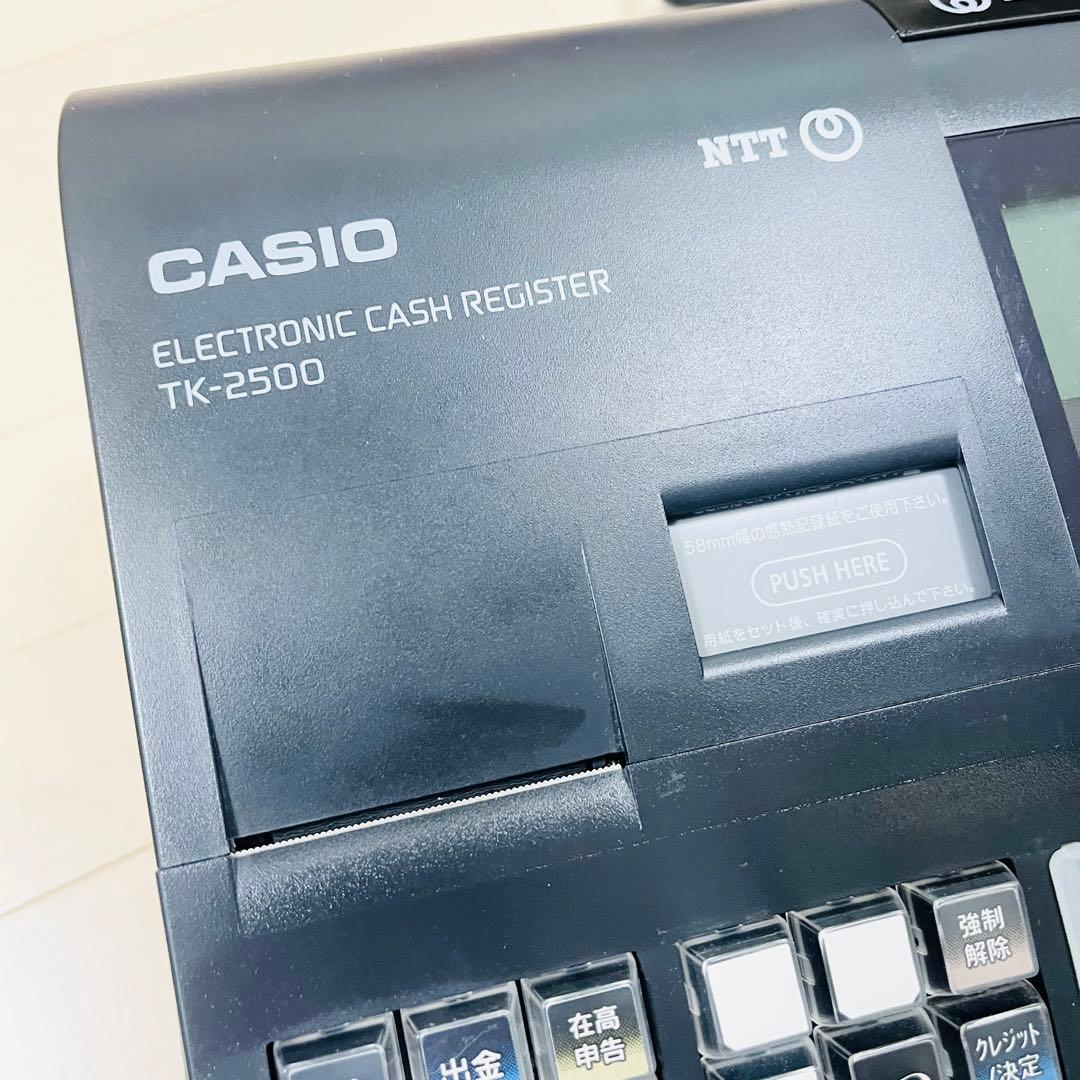 NTT
CASIO
ELECTRONIC CASH REGISTER
TK-2500
58mm幅の感熱記録紙をご使用下さい。
PUSH HERE
用紙をセット後、確実に押し込んで下さい。
強制
解除
在高
申告
出金
クレジット
/決定